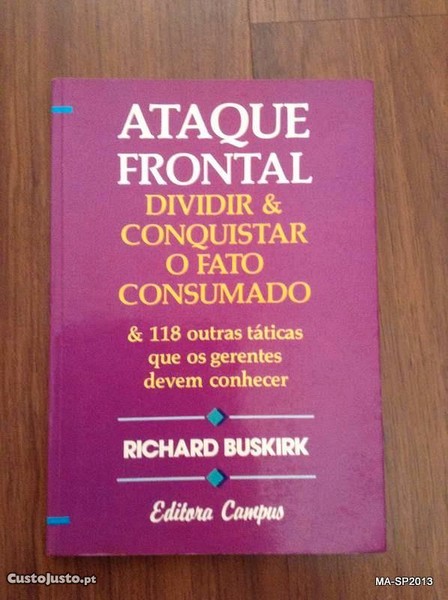 ATAQUE
FRONTAL
DIVIDIR &
CONQUISTAR
O FATO
CONSUMADO
& 118 outras táticas
que os gerentes
devem conhecer
RICHARD BUSKIRK
Editora Campus
CustoJusto.pt
MA-SP2013